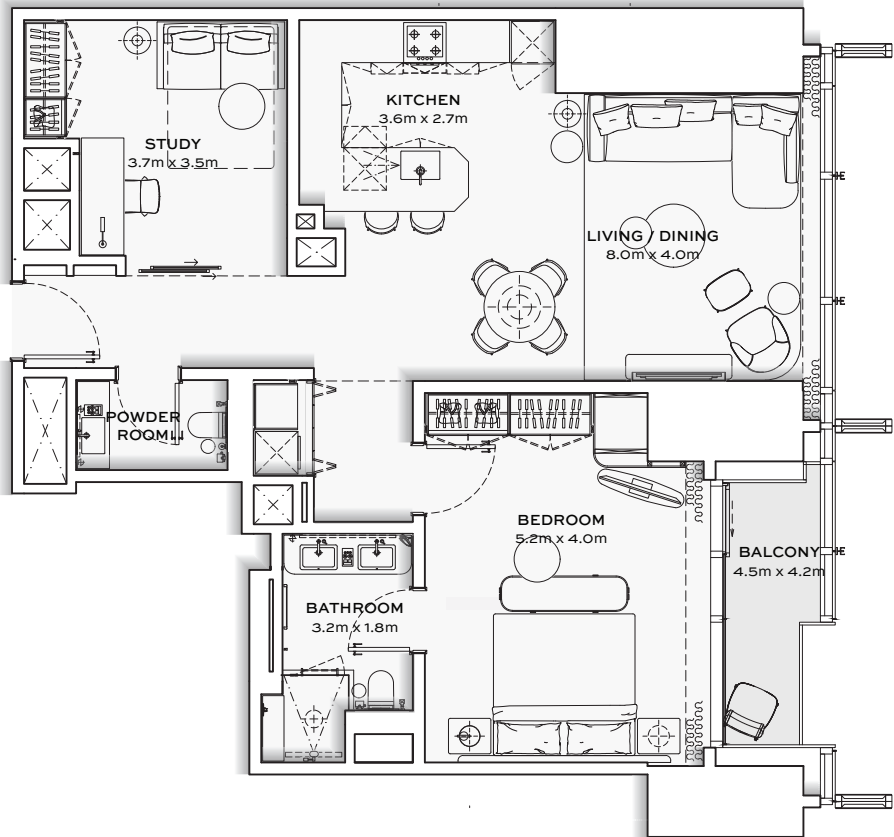 KITCHEN
3.6m x 2.7m
STUDY
3.7m x 3.5m
LIVING / DINING
8.0m x 4.0m
POWDER
ROOM
BEDROOM
5.2m x 4.0m
BALCONY
4.5m x 4.2m
BATHROOM
3.2m x 1.8m